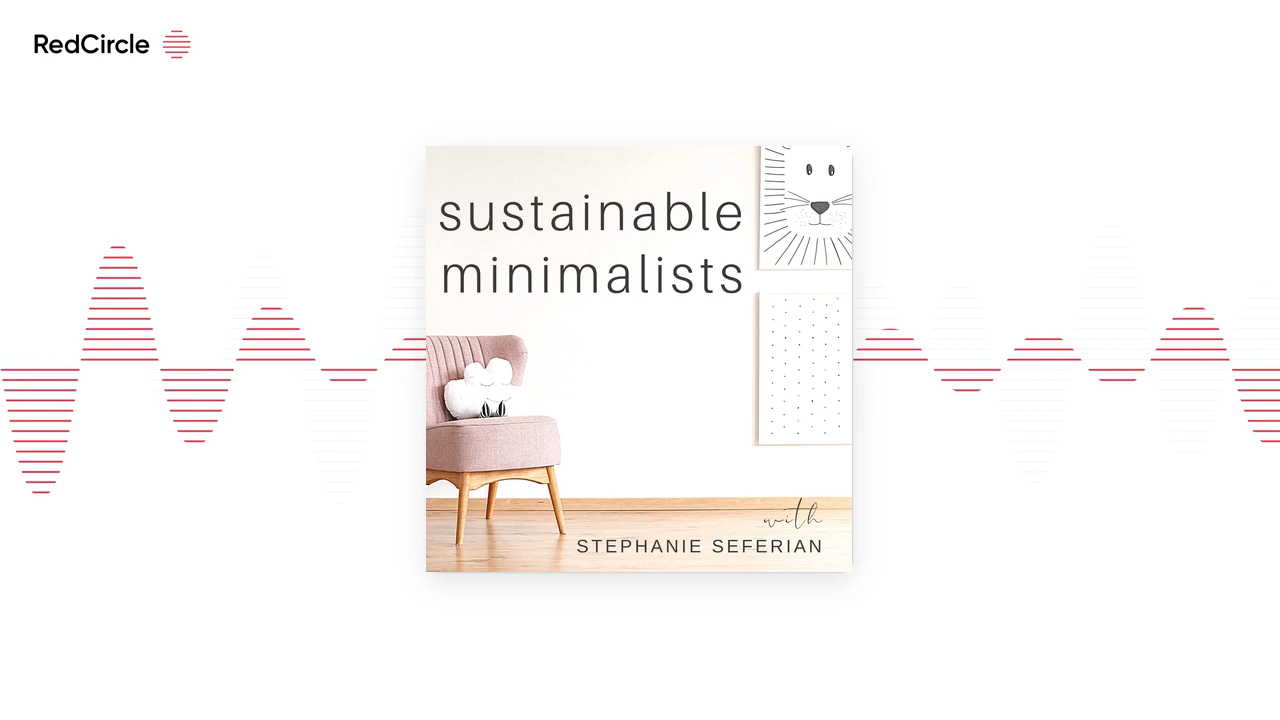 RedCircle
sustainable
minimalists
with
STEPHANIE SEFERIAN